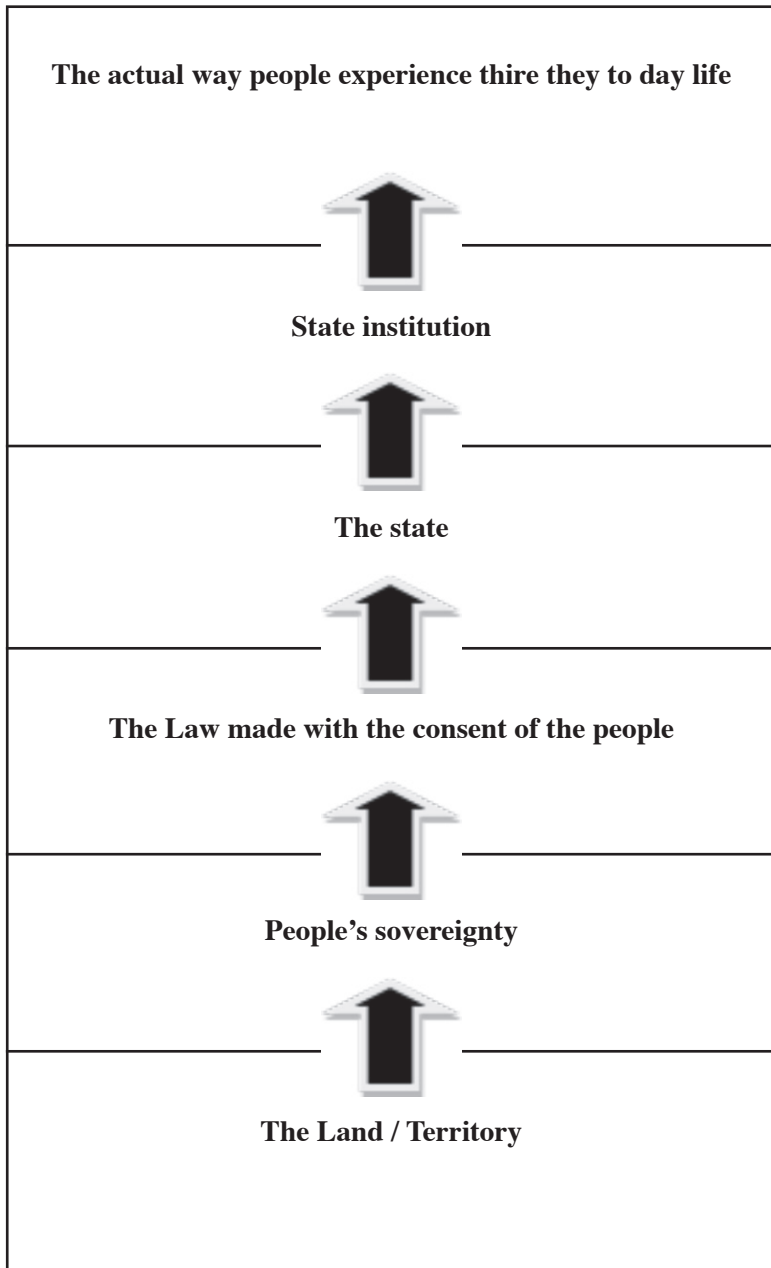 The actual way people experience thire they to day life
State institution
The state
The Law made with the consent of the people
People’s sovereignty
The Land / Territory